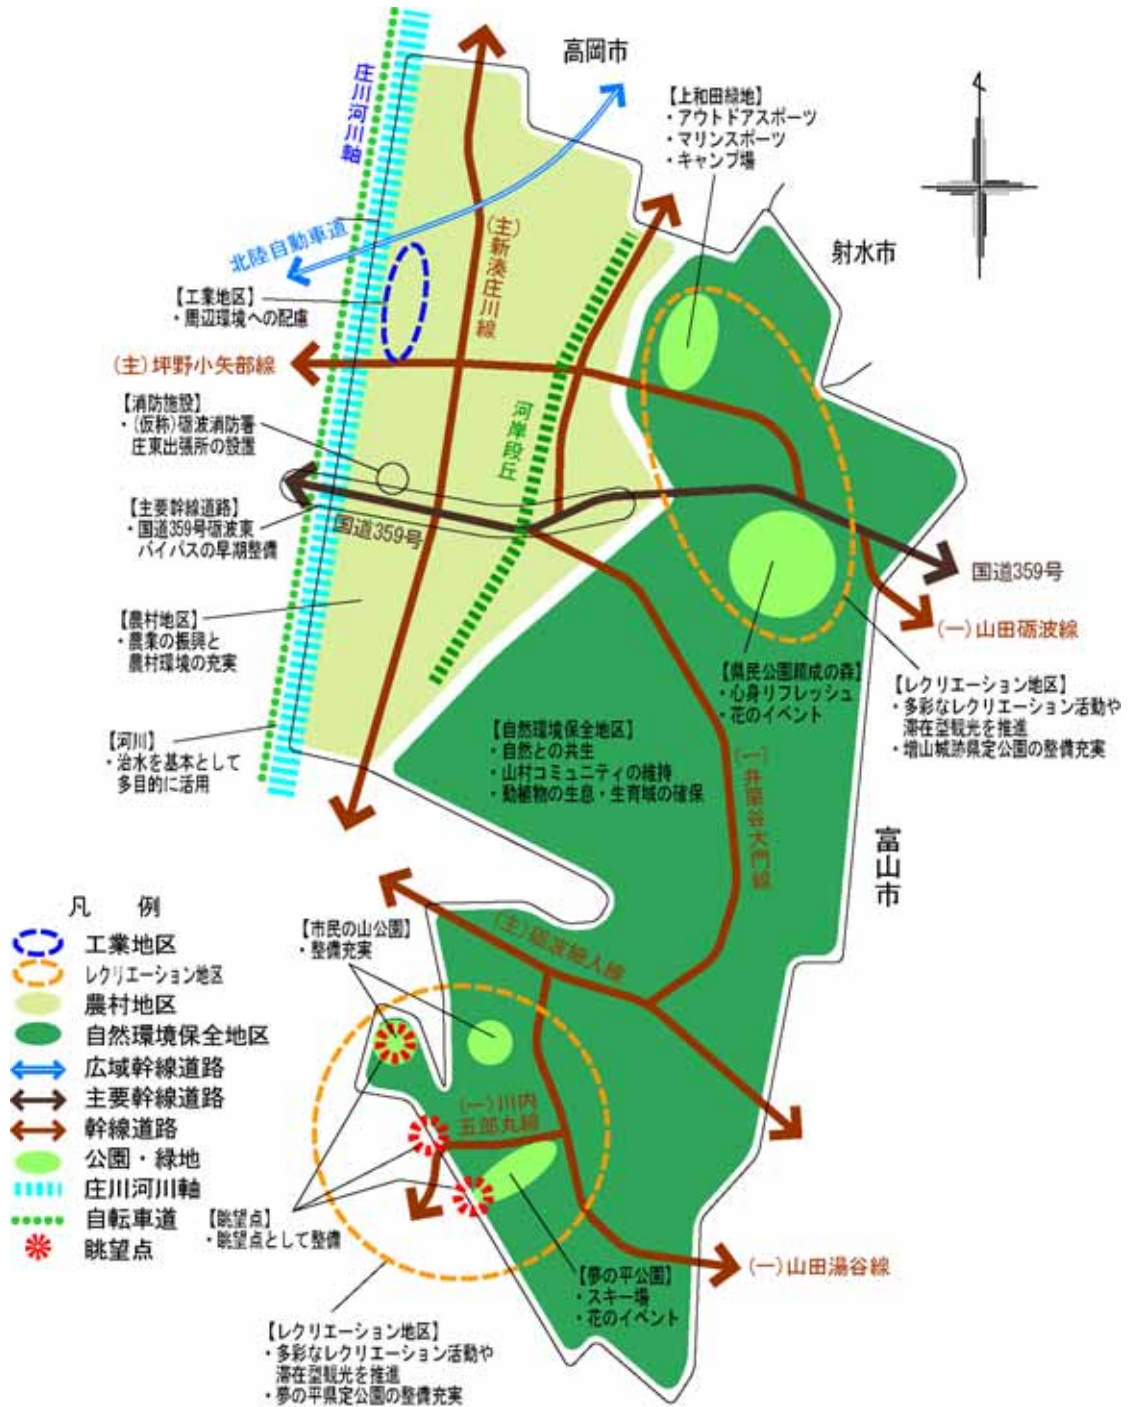 高岡市
庄川河川軸
【上和田緑地】
・アウトドアスポーツ
・マリンスポーツ
・キャンプ場
射水市
北陸自動車道
(主)新湊庄川線
【工業地区】
・周辺環境への配慮
(主)坪野小矢部線
【消防施設】
・(仮称)砺波消防署
庄東出張所の設置
河岸段丘
【主要幹線道路】
・国道359号砺波東
バイパスの早期整備
国道359号
国道359号
(一)山田砺波線
【農村地区】
・農業の振興と
農村環境の充実
【県民公園頼成の森】
・心身リフレッシュ
・花のイベント
【レクリエーション地区】
・多彩なレクリエーション活動や
滞在型観光を推進
・増山城跡県定公園の整備充実
【河川】
・治水を基本として
多目的に活用
【自然環境保全地区】
・自然との共生
・山村コミュニティの維持
・動植物の生息・生育域の確保
(一)井栗谷大門線
富山市
凡 例
工業地区
レクリエーション地区
農村地区
自然環境保全地区
広域幹線道路
主要幹線道路
幹線道路
公園・緑地
庄川河川軸
自転車道
眺望点
【市民の山公園】
・整備充実
(主)砺波細入線
(一)川内
五郎丸線
【眺望点】
・眺望点として整備
(一)山田湯谷線
【夢の平公園】
・スキー場
・花のイベント
【レクリエーション地区】
・多彩なレクリエーション活動や
滞在型観光を推進
・夢の平県定公園の整備充実